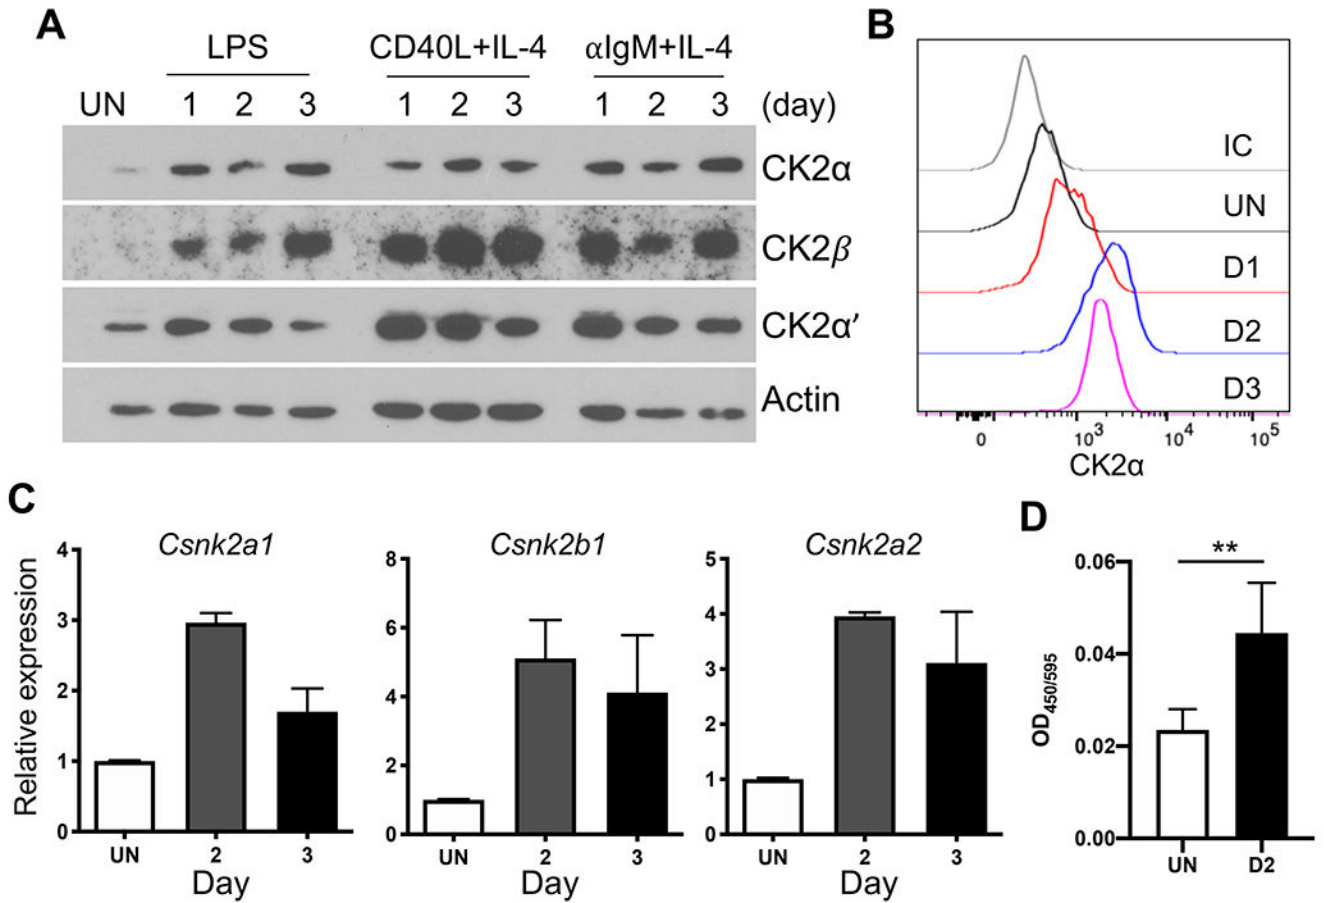 A
LPS
CD40L+IL-4
αIgM+IL-4
UN
1 2 3
1 2 3
1 2 3
(day)
CK2α
CK2β
CK2α′
Actin
B
IC
UN
D1
D2
D3
0 10³ 10⁴ 10⁵
CK2α
C
Relative expression
Csnk2a1
4
3
2
1
0
UN 2 3
Day
Csnk2b1
8
6
4
2
0
UN 2 3
Day
Csnk2a2
5
4
3
2
1
0
UN 2 3
Day
D
**
OD450/595
0.06
0.04
0.02
0.00
UN D2